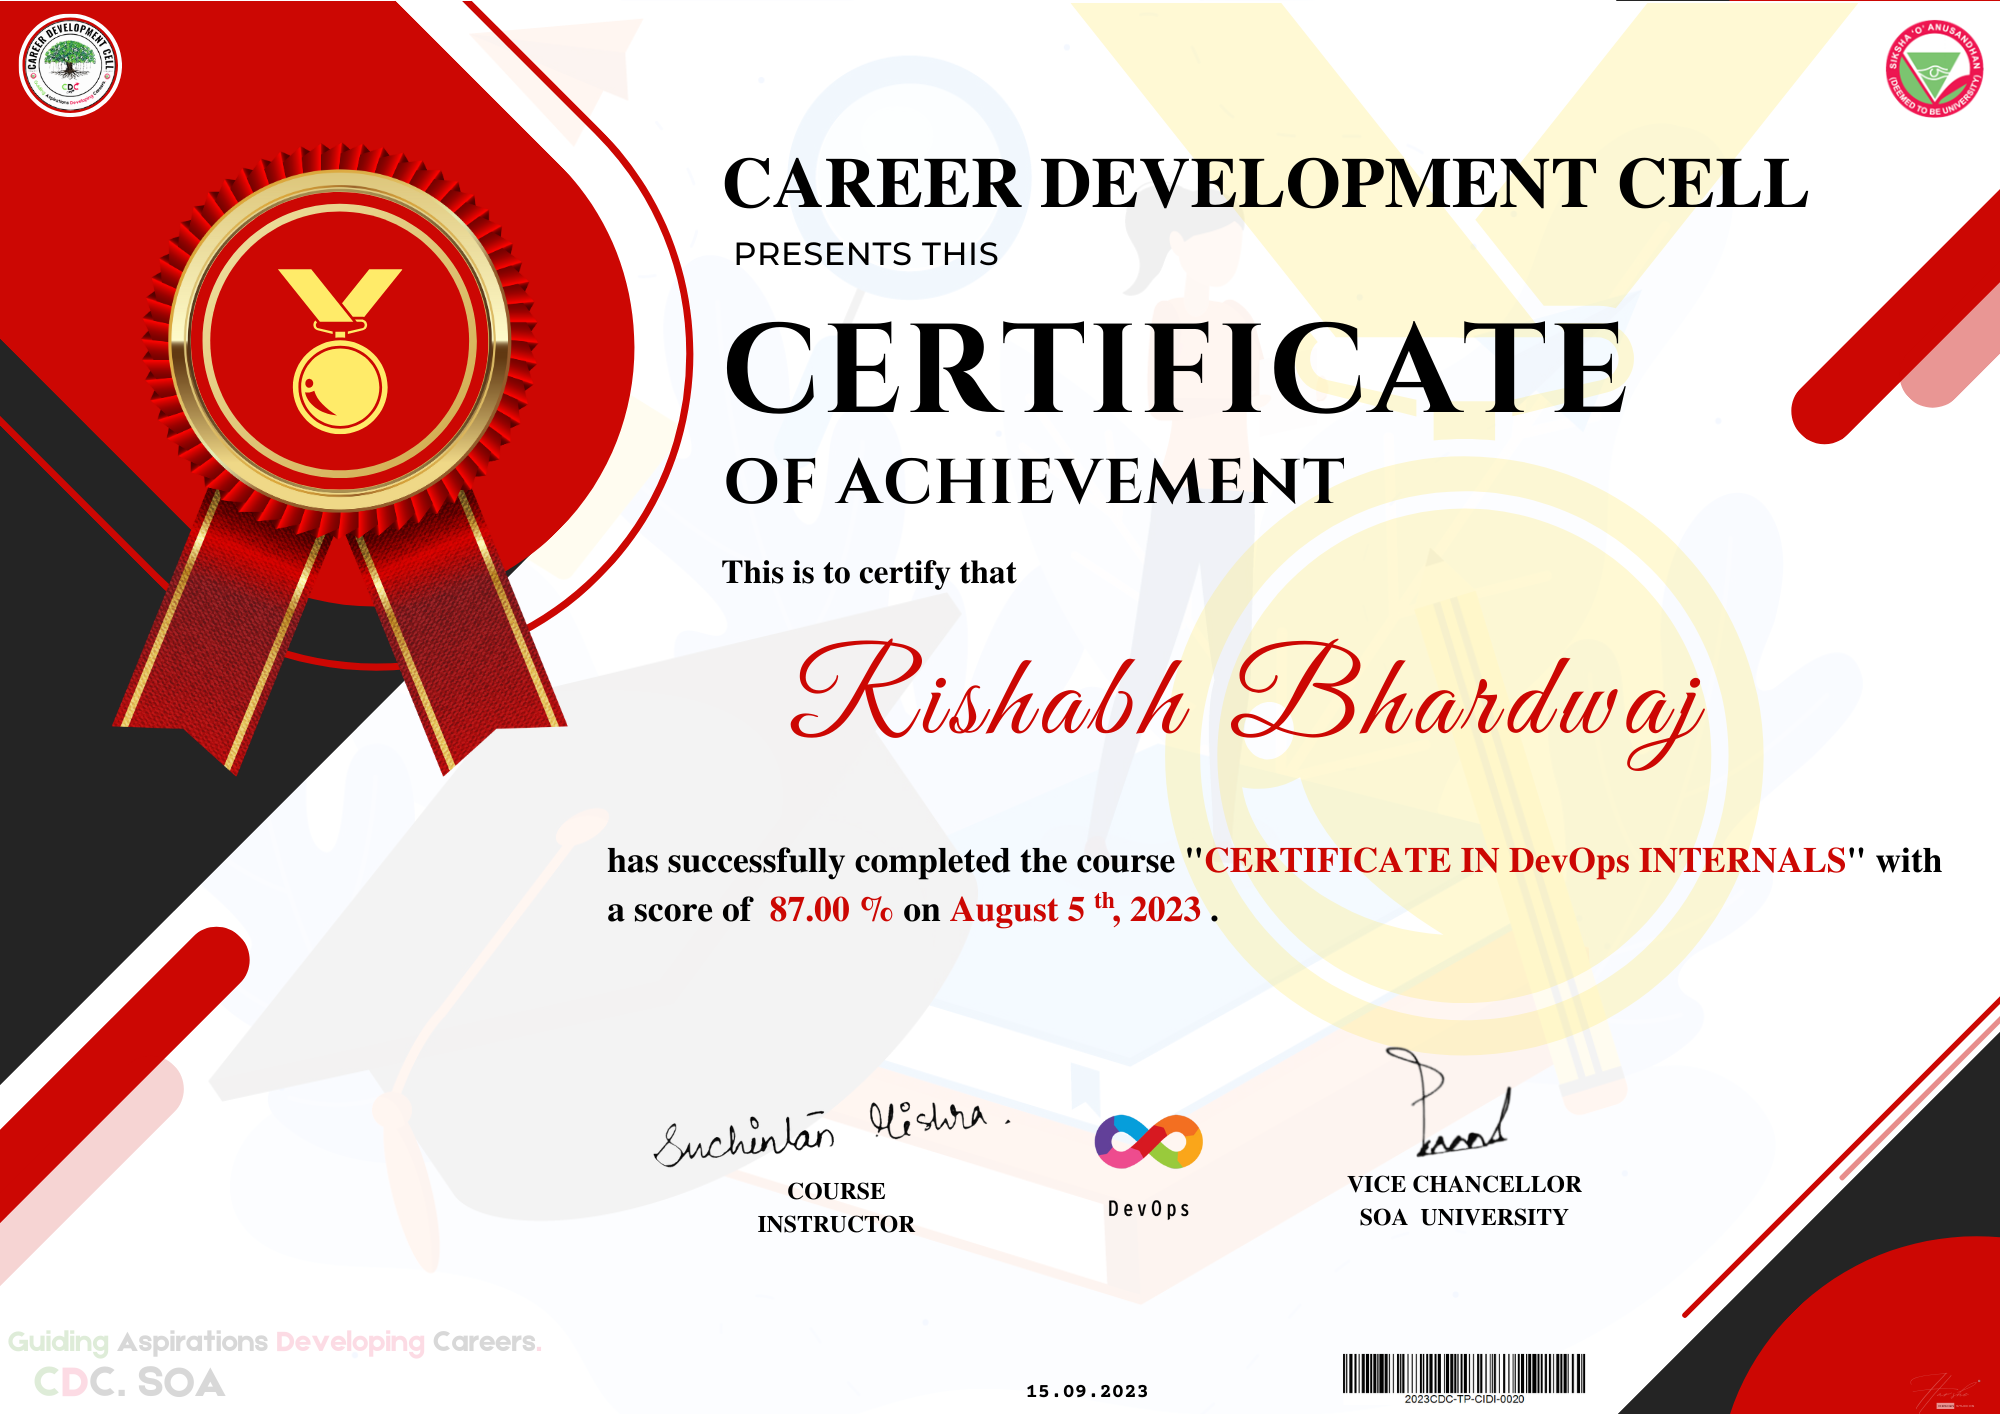 CAREER DEVELOPMENT CELL
CDC
Guiding Aspirations Developing Careers.
SIKSHA 'O' ANUSANDHAN
(DEEMED TO BE UNIVERSITY)
CAREER DEVELOPMENT CELL
PRESENTS THIS
CERTIFICATE
OF ACHIEVEMENT
This is to certify that
Rishabh Bhardwaj
has successfully completed the course "CERTIFICATE IN DevOps INTERNALS" with
a score of 87.00 % on August 5 th, 2023 .
Suchintan Mishra.
COURSE
INSTRUCTOR
DevOps
VICE CHANCELLOR
SOA UNIVERSITY
Guiding Aspirations Developing Careers.
CDC. SOA
15.09.2023
2023CDC-TP-CIDI-0020